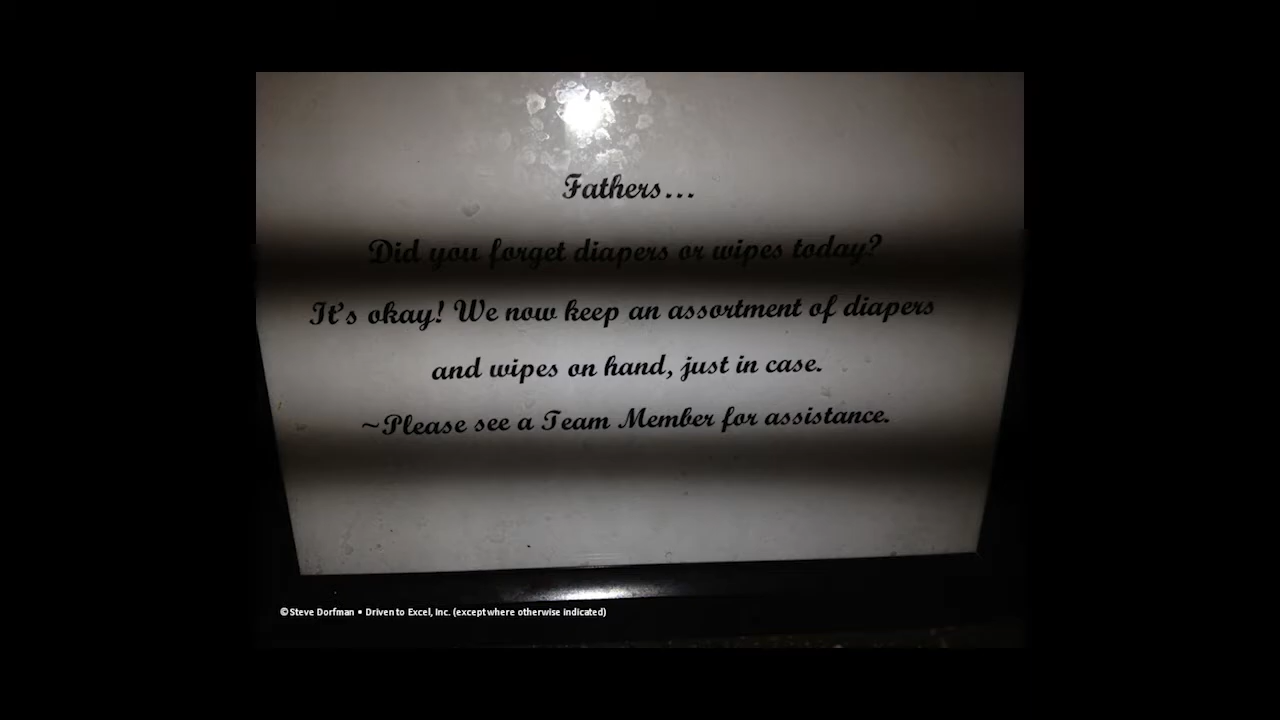 Fathers...
Did you forget diapers or wipes today?
It's okay! We now keep an assortment of diapers
and wipes on hand, just in case.
~Please see a Team Member for assistance.
©Steve Dorfman • Driven to Excel, Inc. (except where otherwise indicated)